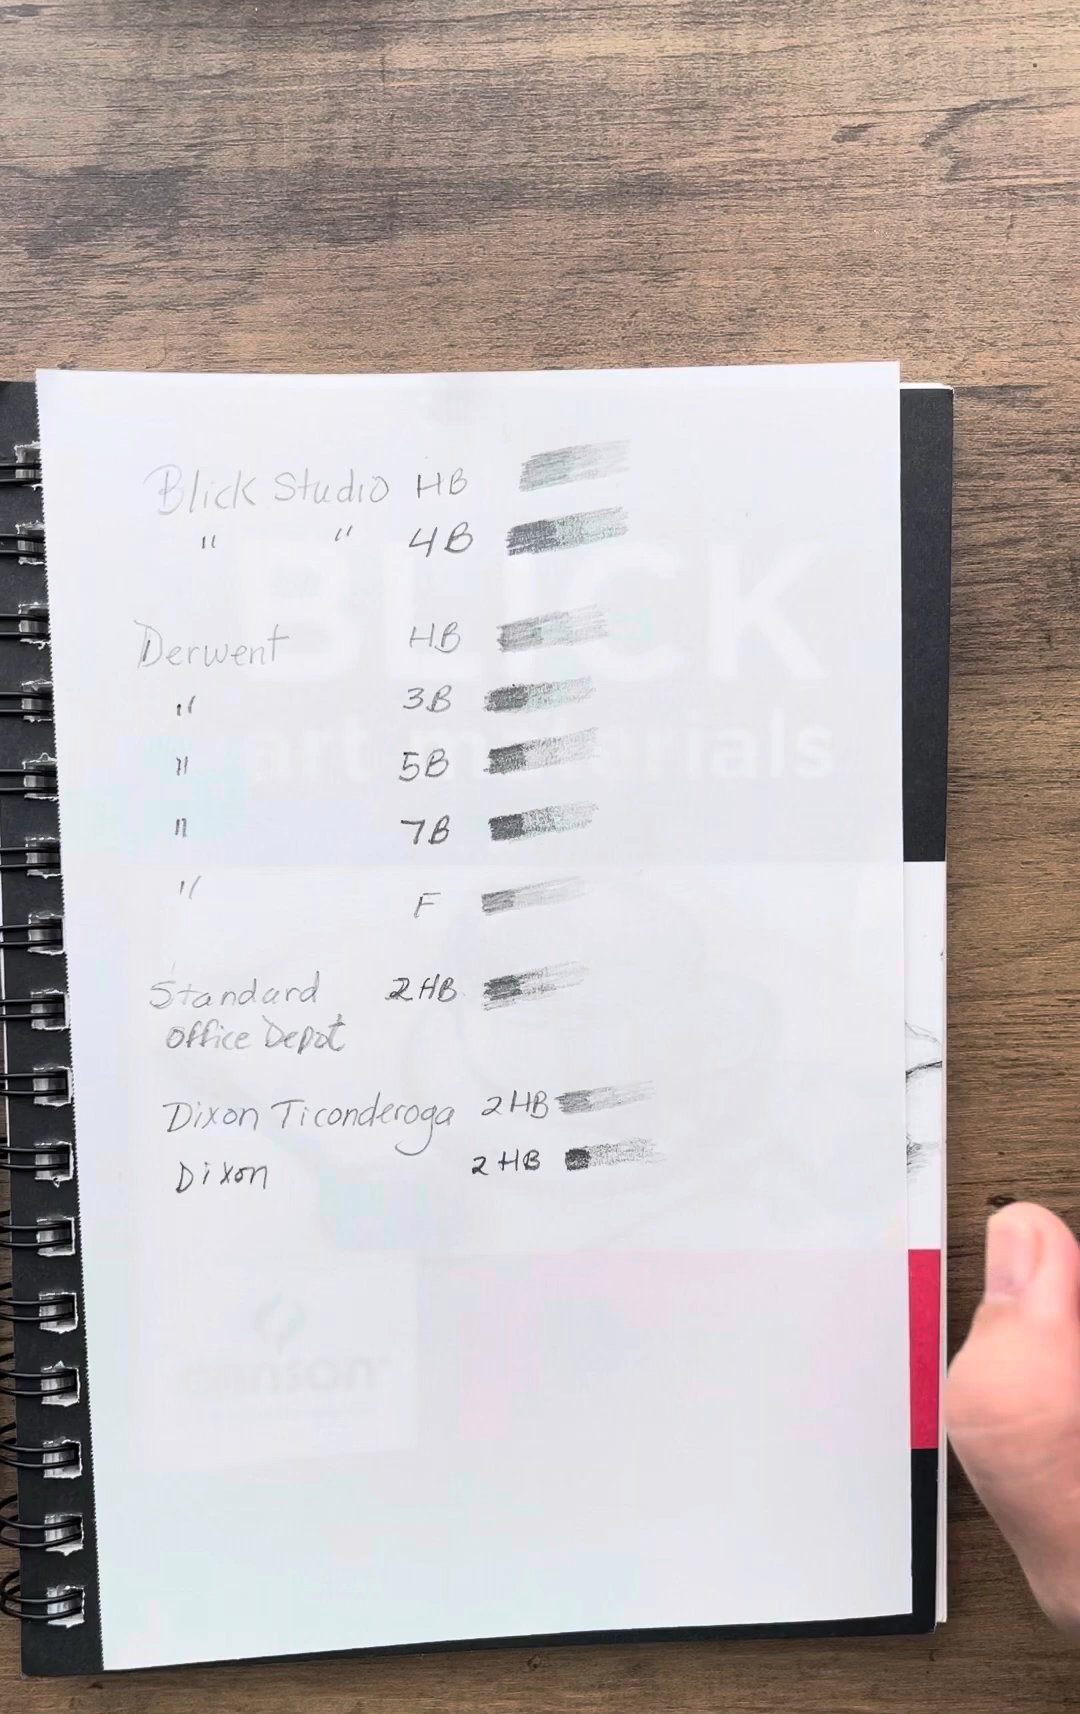 Blick Studio HB
" " 4B
Derwent HB
" 3B
" 5B
" 7B
" F
Standard 2HB
Office Depot
Dixon Ticonderoga 2HB
Dixon 2HB
BLICK
art materials
CANSON